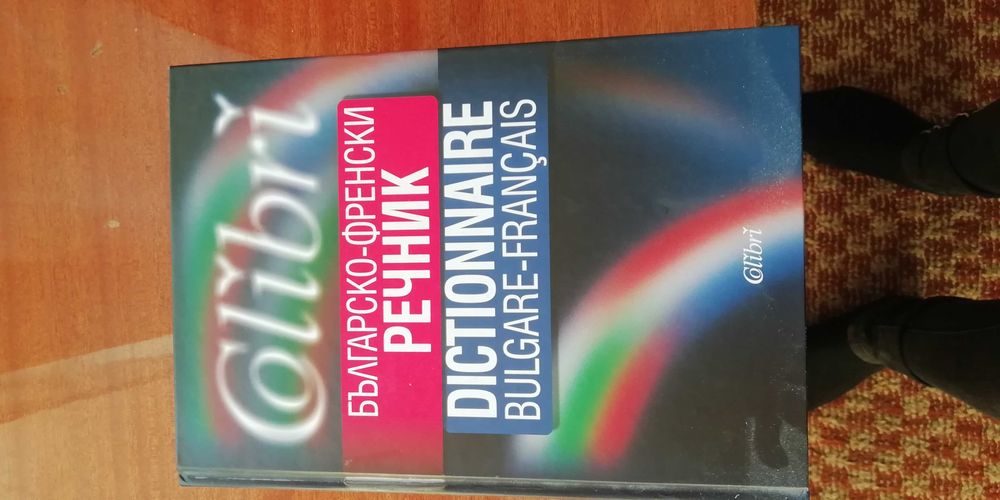 Colibri
БЪЛГАРСКО-ФРЕНСКИ
РЕЧНИК
DICTIONNAIRE
BULGARE-FRANÇAIS
Colibri